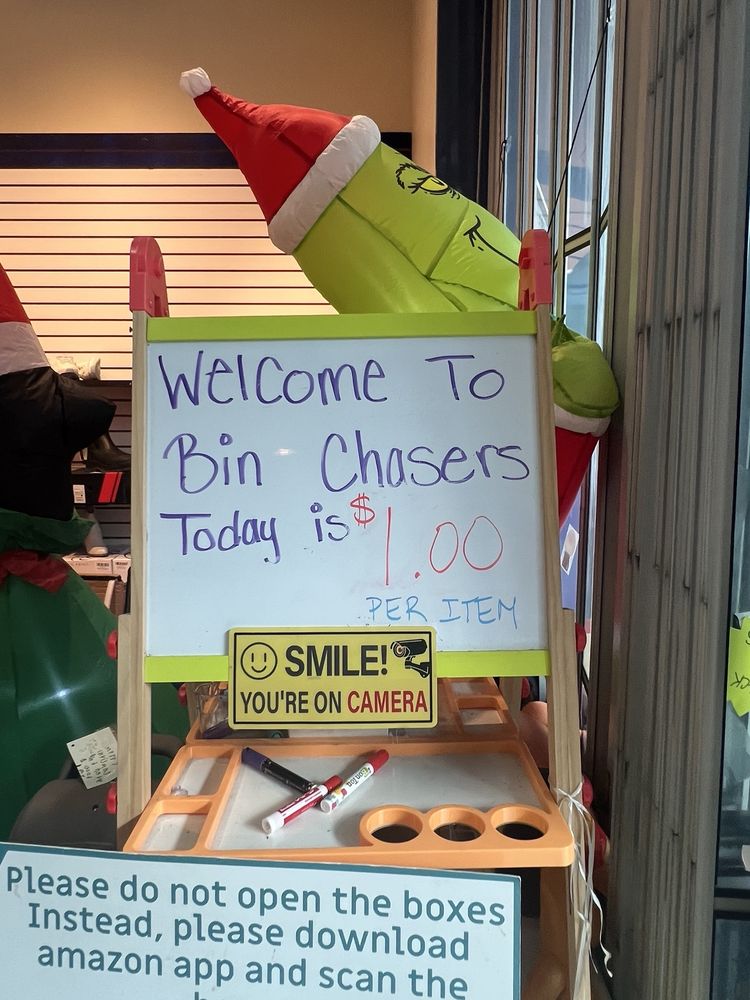 Welcome To
Bin Chasers
Today is $1.00
PER ITEM
SMILE!
YOU'RE ON CAMERA
Please do not open the boxes
Instead, please download
amazon app and scan the